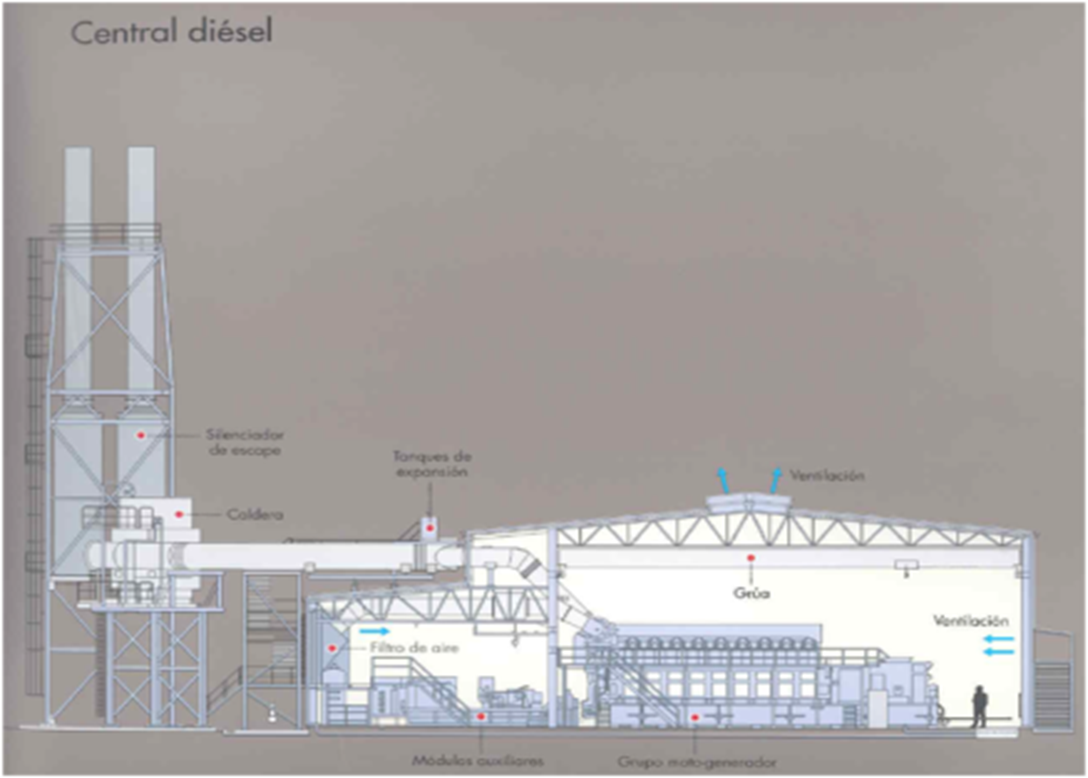 Central diésel
Silenciador
de escape
Tanques de
expansión
Ventilación
Caldera
Grúa
Ventilación
Filtro de aire
Módulos auxiliares
Grupo moto-generador